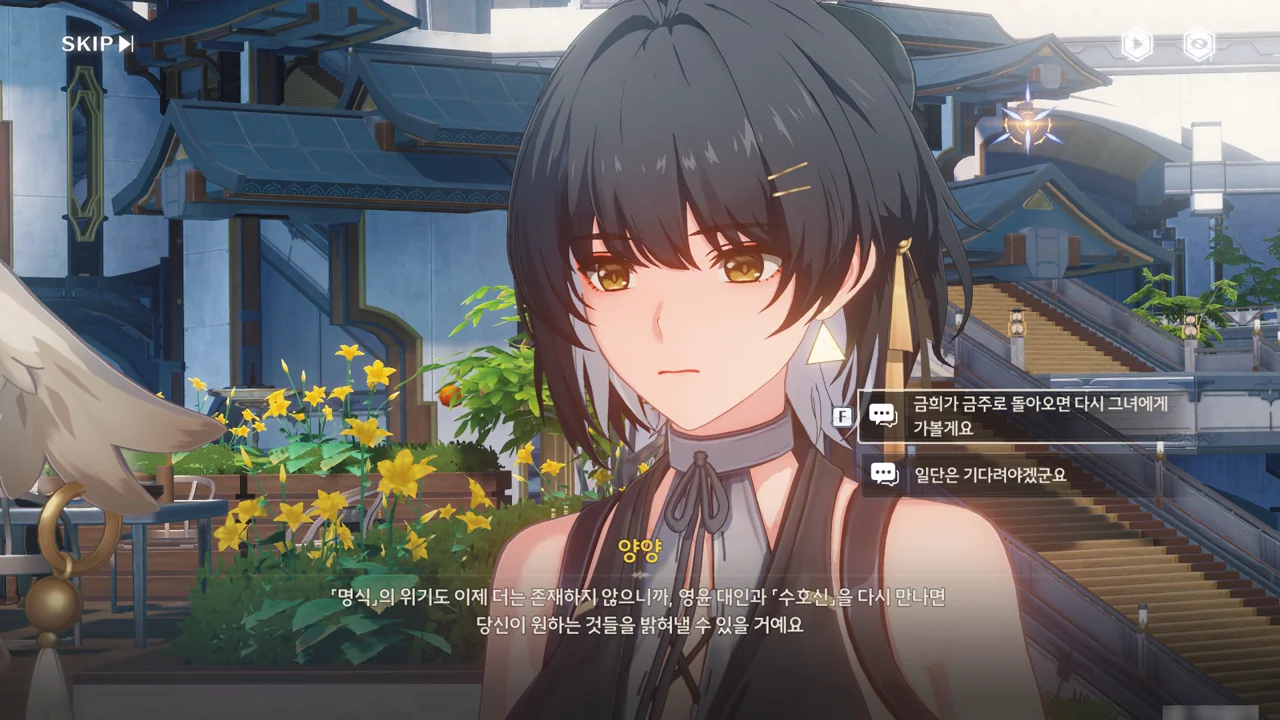 SKIP
F
금희가 금주로 돌아오면 다시 그녀에게
가볼게요
일단은 기다려야겠군요
양양
「명식」의 위기도 이제 더는 존재하지 않으니까, 영윤 대인과 「수호신」을 다시 만나면
당신이 원하는 것들을 밝혀낼 수 있을 거예요